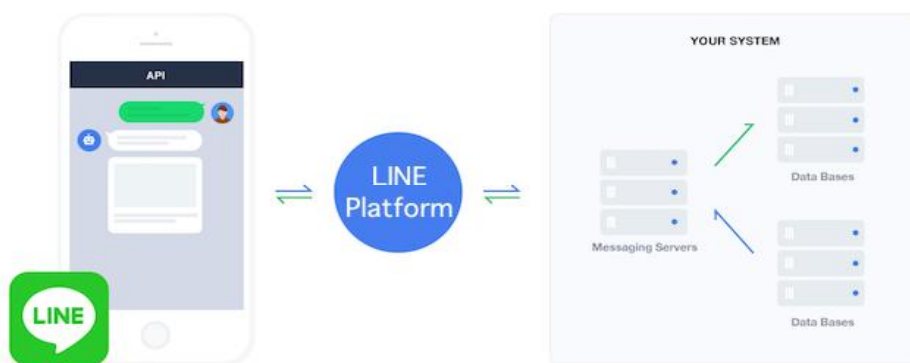 API
LINE
LINE
Platform
YOUR SYSTEM
Messaging Servers
Data Bases
Data Bases